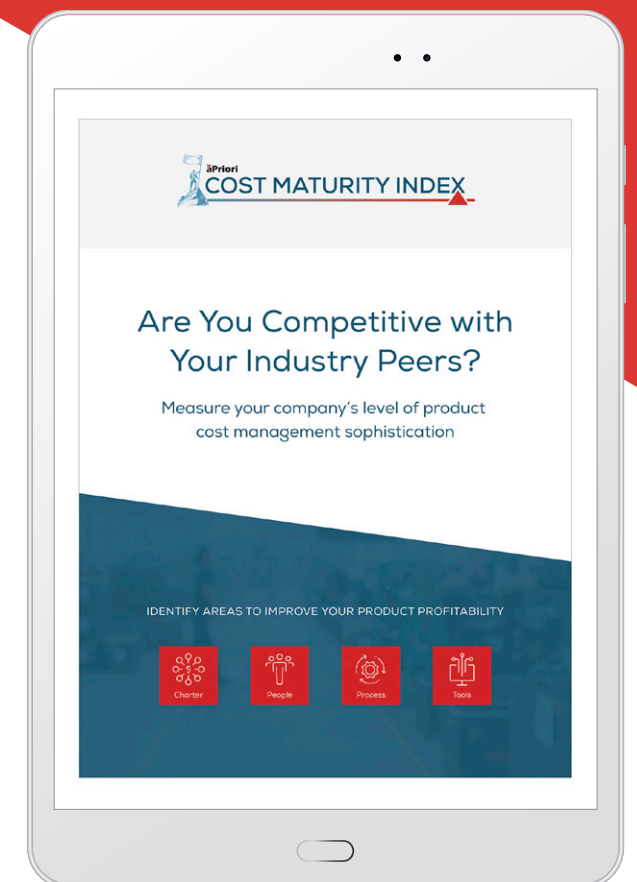 aPriori
COST MATURITY INDEX
Are You Competitive with
Your Industry Peers?
Measure your company's level of product
cost management sophistication
IDENTIFY AREAS TO IMPROVE YOUR PRODUCT PROFITABILITY
Charter
People
Process
Tools